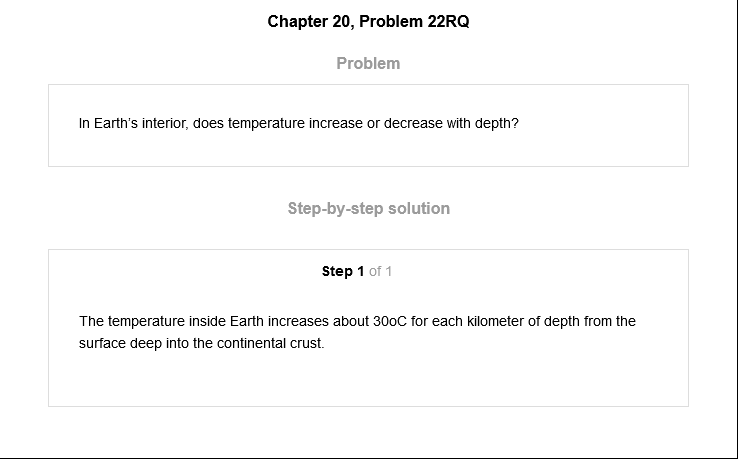 Chapter 20, Problem 22RQ
Problem
In Earth's interior, does temperature increase or decrease with depth?
Step-by-step solution
Step 1 of 1
The temperature inside Earth increases about 30oC for each kilometer of depth from the
surface deep into the continental crust.